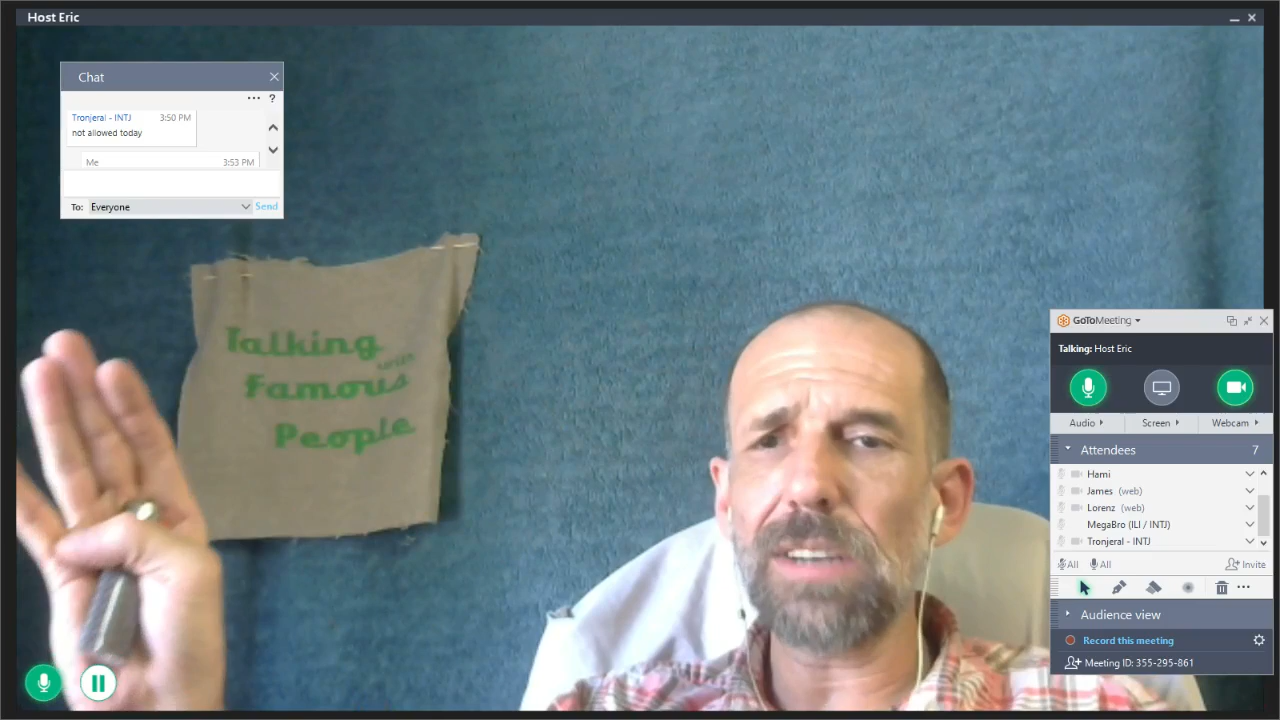 Host Eric
Chat
?
Tronjeral - INTJ 3:50 PM
not allowed today
Me 3:53 PM
To: Everyone Send
Talking
with
Famous
People
GoToMeeting
Talking: Host Eric
Audio Screen Webcam
Attendees 7
Hami
James (web)
Lorenz (web)
MegaBro (ILI / INTJ)
Tronjeral - INTJ
All All Invite
Audience view
Record this meeting
Meeting ID: 355-295-861